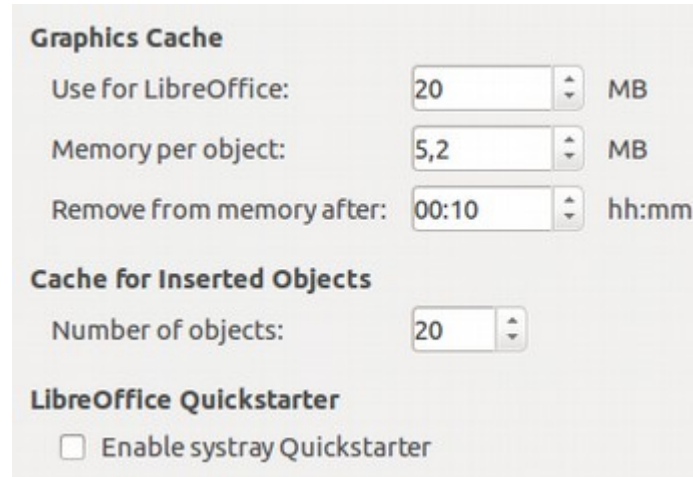 Graphics Cache
Use for LibreOffice: 20 MB
Memory per object: 5,2 MB
Remove from memory after: 00:10 hh:mm
Cache for Inserted Objects
Number of objects: 20
LibreOffice Quickstarter
Enable systray Quickstarter